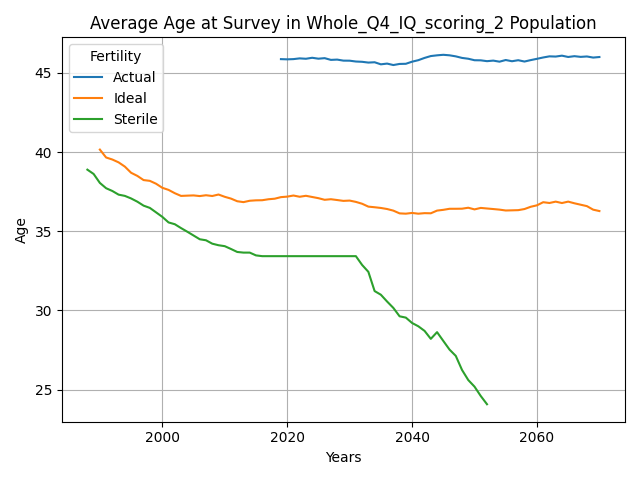 Average Age at Survey in Whole_Q4_IQ_scoring_2 Population
Fertility
Actual
Ideal
Sterile
45
40
35
30
25
Age
2000
2020
2040
2060
Years